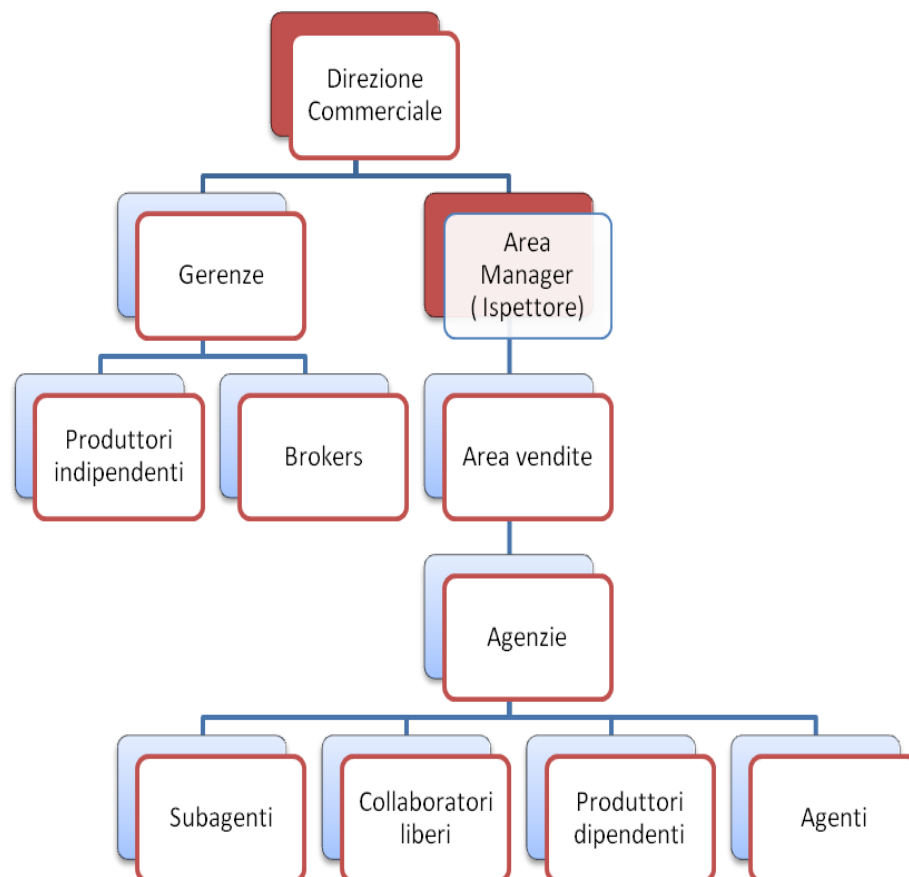 Direzione
Commerciale
Gerenze
Area
Manager
( Ispettore)
Produttori
indipendenti
Brokers
Area vendite
Agenzie
Subagenti
Collaboratori
liberi
Produttori
dipendenti
Agenti